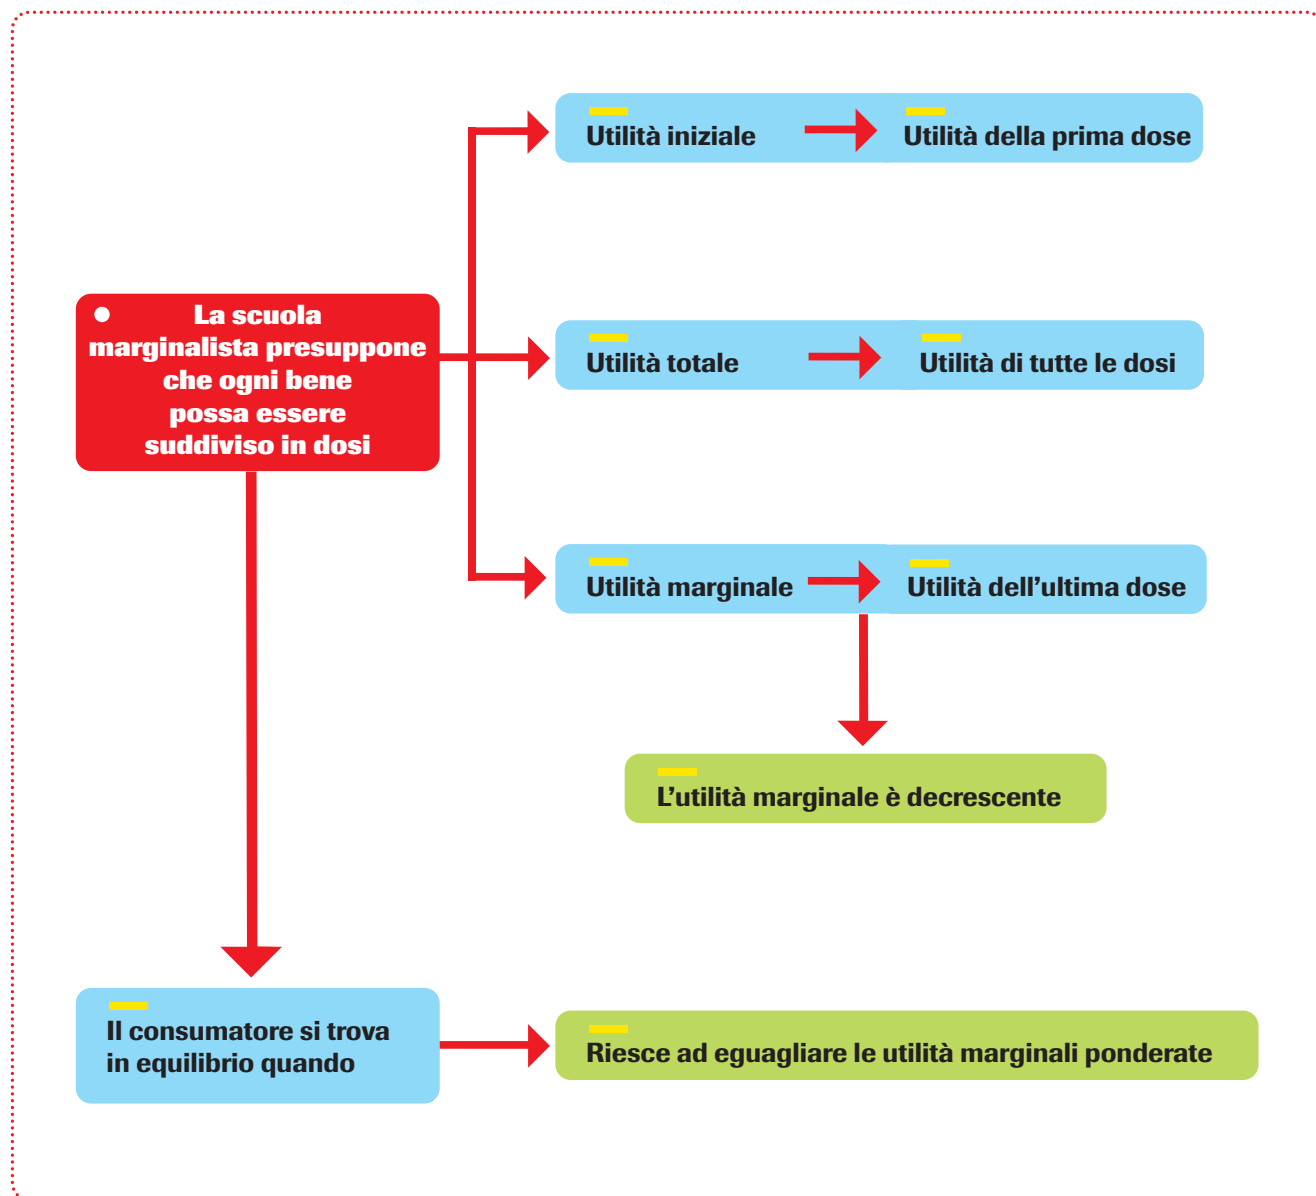 Utilità iniziale
Utilità della prima dose
La scuola
marginalista presuppone
che ogni bene
possa essere
suddiviso in dosi
Utilità totale
Utilità di tutte le dosi
Utilità marginale
Utilità dell'ultima dose
L'utilità marginale è decrescente
Il consumatore si trova
in equilibrio quando
Riesce ad eguagliare le utilità marginali ponderate